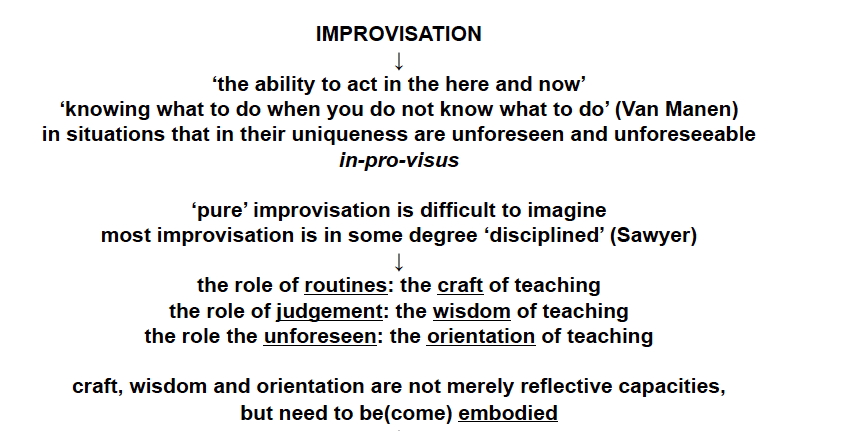 IMPROVISATION
↓
‘the ability to act in the here and now’
‘knowing what to do when you do not know what to do’ (Van Manen)
in situations that in their uniqueness are unforeseen and unforeseeable
in-pro-visus
‘pure’ improvisation is difficult to imagine
most improvisation is in some degree ‘disciplined’ (Sawyer)
↓
the role of routines: the craft of teaching
the role of judgement: the wisdom of teaching
the role the unforeseen: the orientation of teaching
craft, wisdom and orientation are not merely reflective capacities,
but need to be(come) embodied